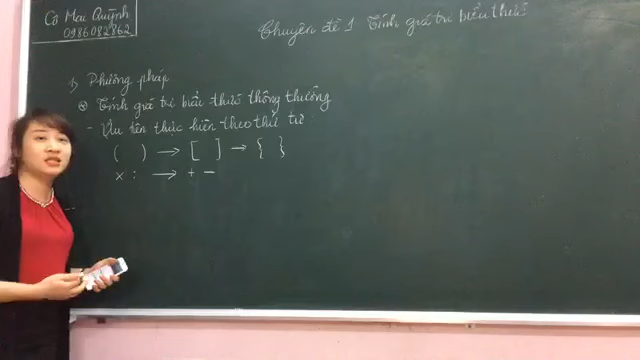 Cô Mai Quỳnh
0986082862
Chuyên đề 1 Tính giá trị biểu thức
1) Phương pháp
* Tính giá trị biểu thức thông thường
- Ưu tiên thực hiện theo thứ tự
( ) → [ ] → { }
× : → + -